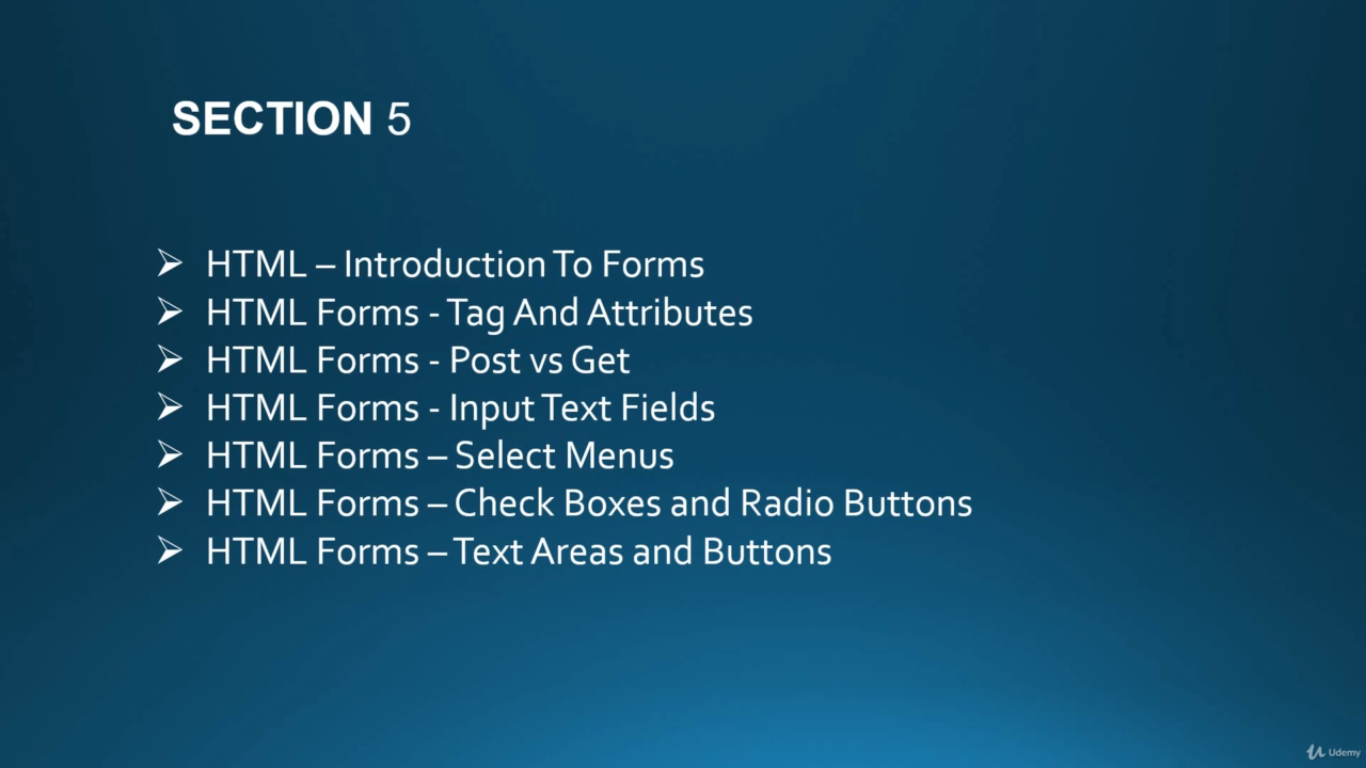 SECTION 5
➢ HTML – Introduction To Forms
➢ HTML Forms - Tag And Attributes
➢ HTML Forms - Post vs Get
➢ HTML Forms - Input Text Fields
➢ HTML Forms – Select Menus
➢ HTML Forms – Check Boxes and Radio Buttons
➢ HTML Forms – Text Areas and Buttons
Udemy